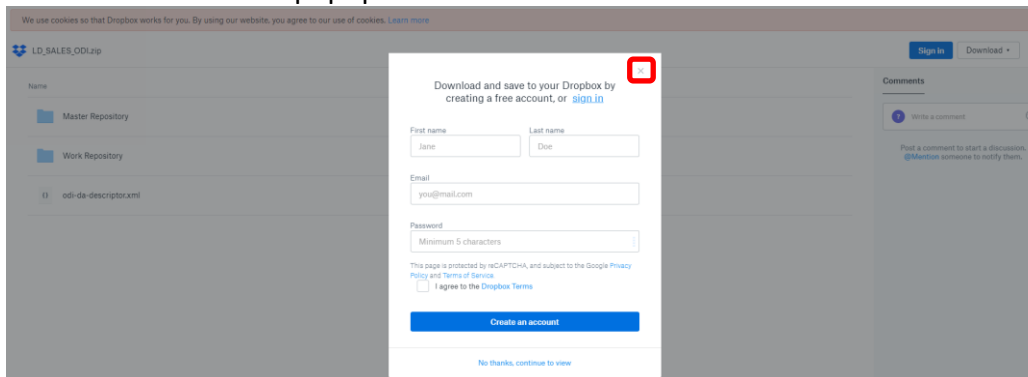 We use cookies so that Dropbox works for you. By using our website, you agree to our use of cookies. Learn more
LD_SALES_ODI.zip
Sign in
Download
Name
Master Repository
Work Repository
odi-da-descriptor.xml
Download and save to your Dropbox by
creating a free account, or sign in
First name
Last name
Jane
Doe
Email
you@mail.com
Password
Minimum 5 characters
This page is protected by reCAPTCHA, and subject to the Google Privacy
Policy and Terms of Service
I agree to the Dropbox Terms
Create an account
No thanks, continue to view
Comments
Write a comment
Post a comment to start a discussion.
@Mention someone to notify them.